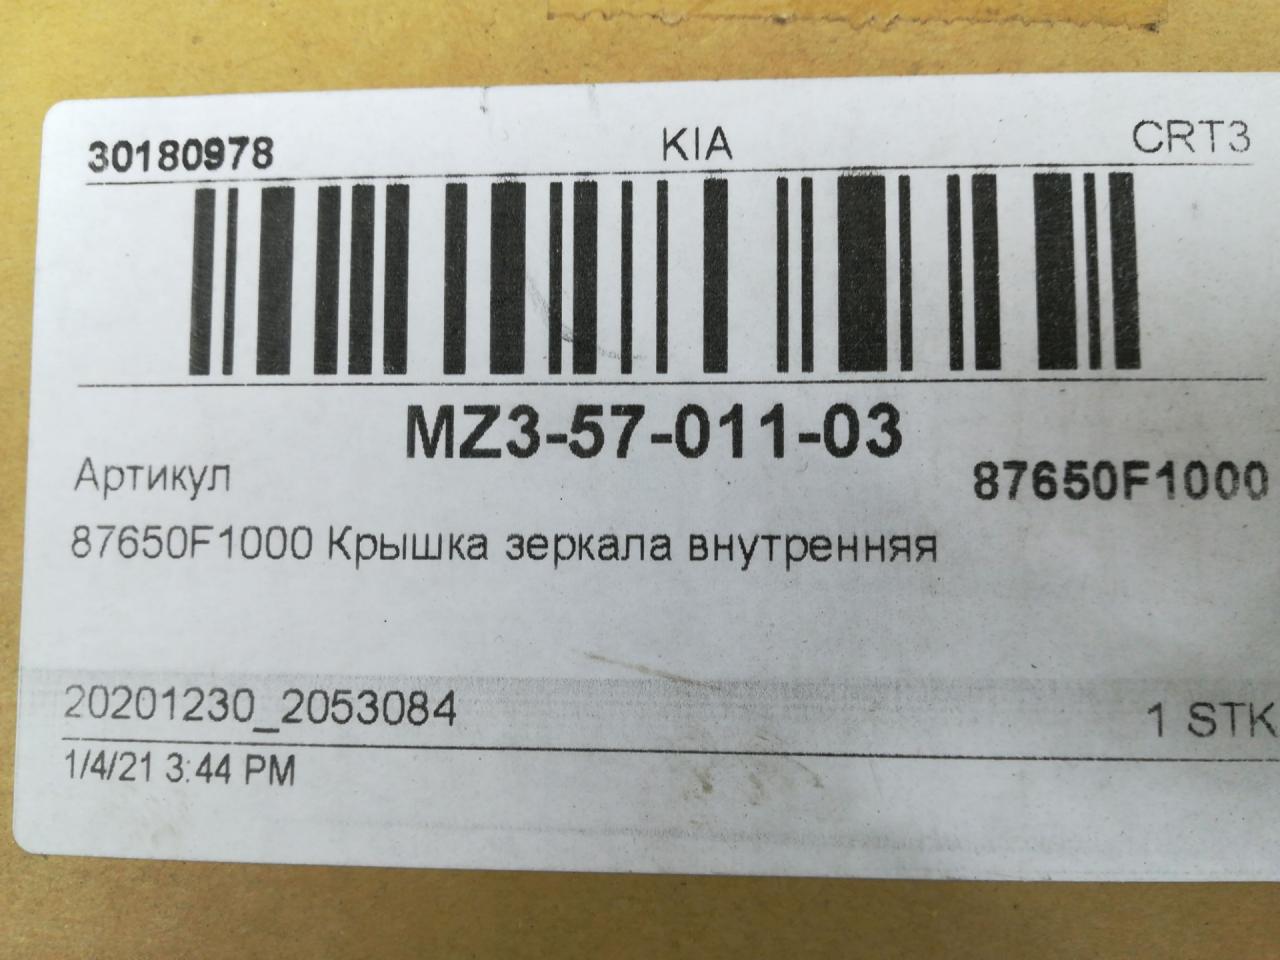 30180978 KIA CRT3
MZ3-57-011-03
Артикул 87650F1000
87650F1000 Крышка зеркала внутренняя
20201230_2053084 1 STK
1/4/21 3:44 PM